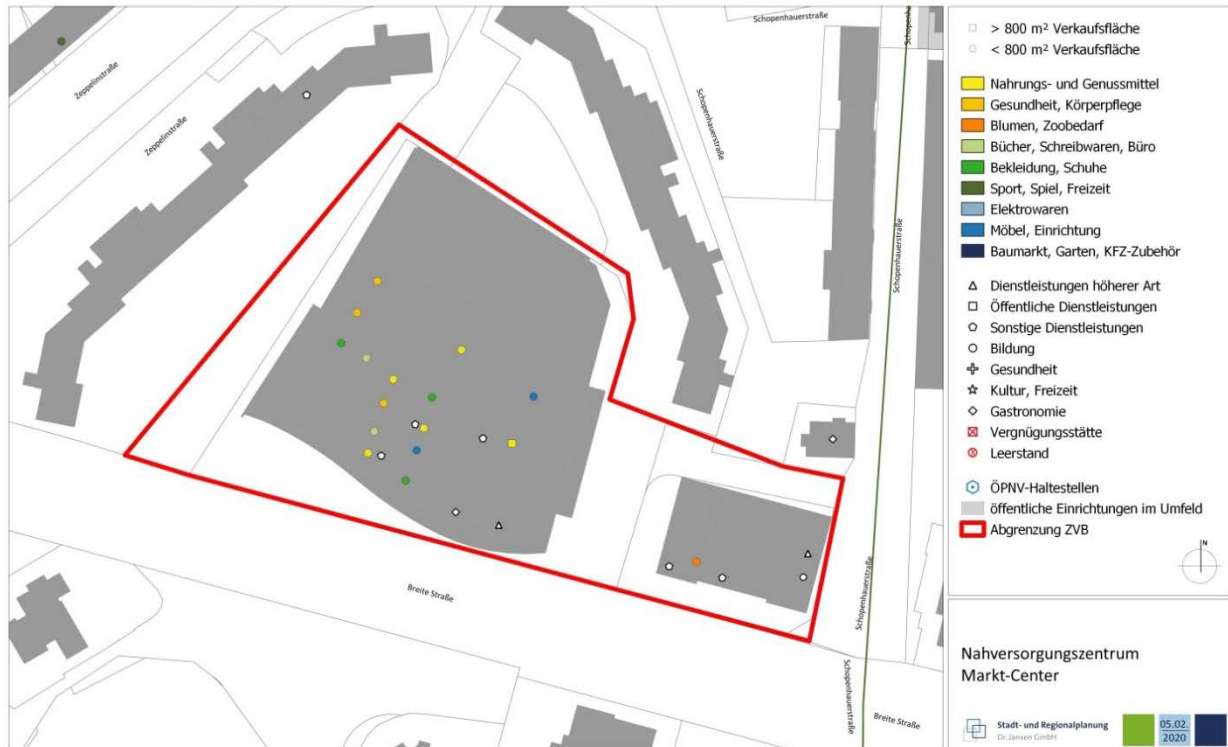 Schopenhauerstraße
Schopenhauerstraße
Zeppelinstraße
Zeppelinstraße
Schopenhauerstraße
Schopenhauerstraße
Schopenhauerstraße
Schopenhauerstraße
Breite Straße
Breite Straße
> 800 m² Verkaufsfläche
< 800 m² Verkaufsfläche
Nahrungs- und Genussmittel
Gesundheit, Körperpflege
Blumen, Zoobedarf
Bücher, Schreibwaren, Büro
Bekleidung, Schuhe
Sport, Spiel, Freizeit
Elektrowaren
Möbel, Einrichtung
Baumarkt, Garten, KFZ-Zubehör
Dienstleistungen höherer Art
Öffentliche Dienstleistungen
Sonstige Dienstleistungen
Bildung
Gesundheit
Kultur, Freizeit
Gastronomie
Vergnügungsstätte
Leerstand
ÖPNV-Haltestellen
öffentliche Einrichtungen im Umfeld
Abgrenzung ZVB
N
Nahversorgungszentrum
Markt-Center
Stadt- und Regionalplanung
Dr. Jansen GmbH
05.02.
2020